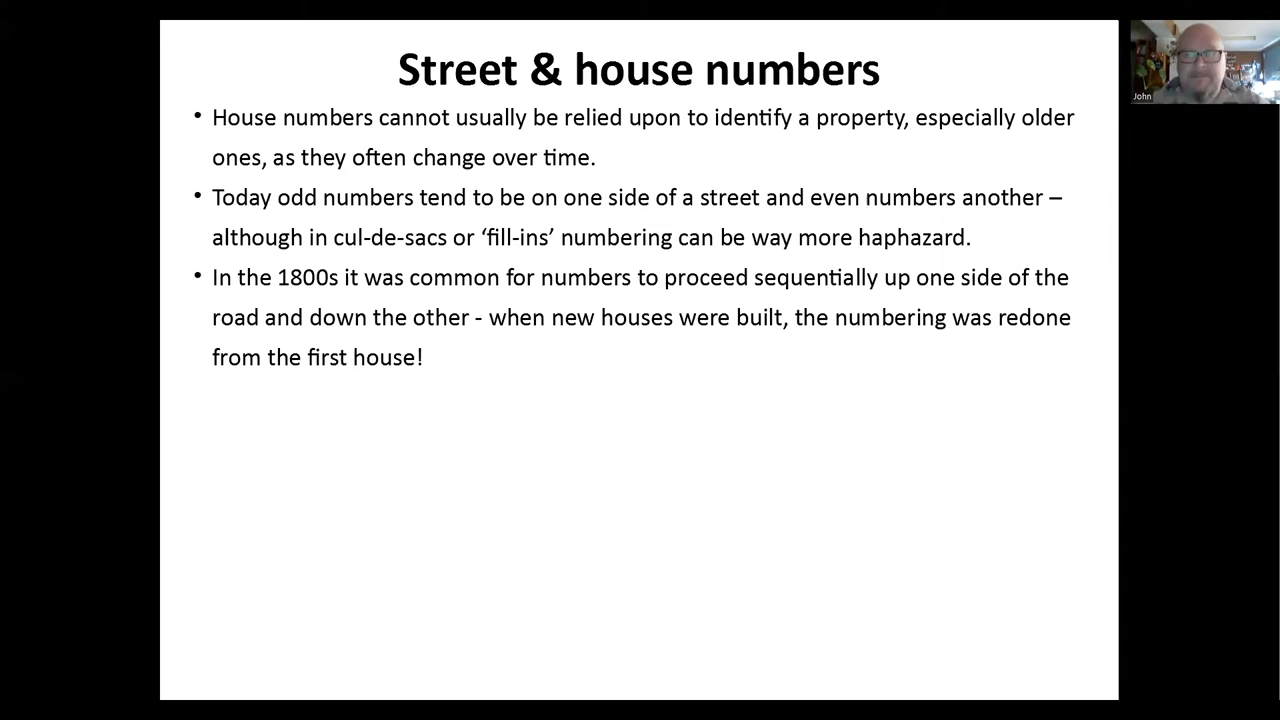 Street & house numbers
• House numbers cannot usually be relied upon to identify a property, especially older
ones, as they often change over time.
• Today odd numbers tend to be on one side of a street and even numbers another –
although in cul-de-sacs or ‘fill-ins’ numbering can be way more haphazard.
• In the 1800s it was common for numbers to proceed sequentially up one side of the
road and down the other - when new houses were built, the numbering was redone
from the first house!
John